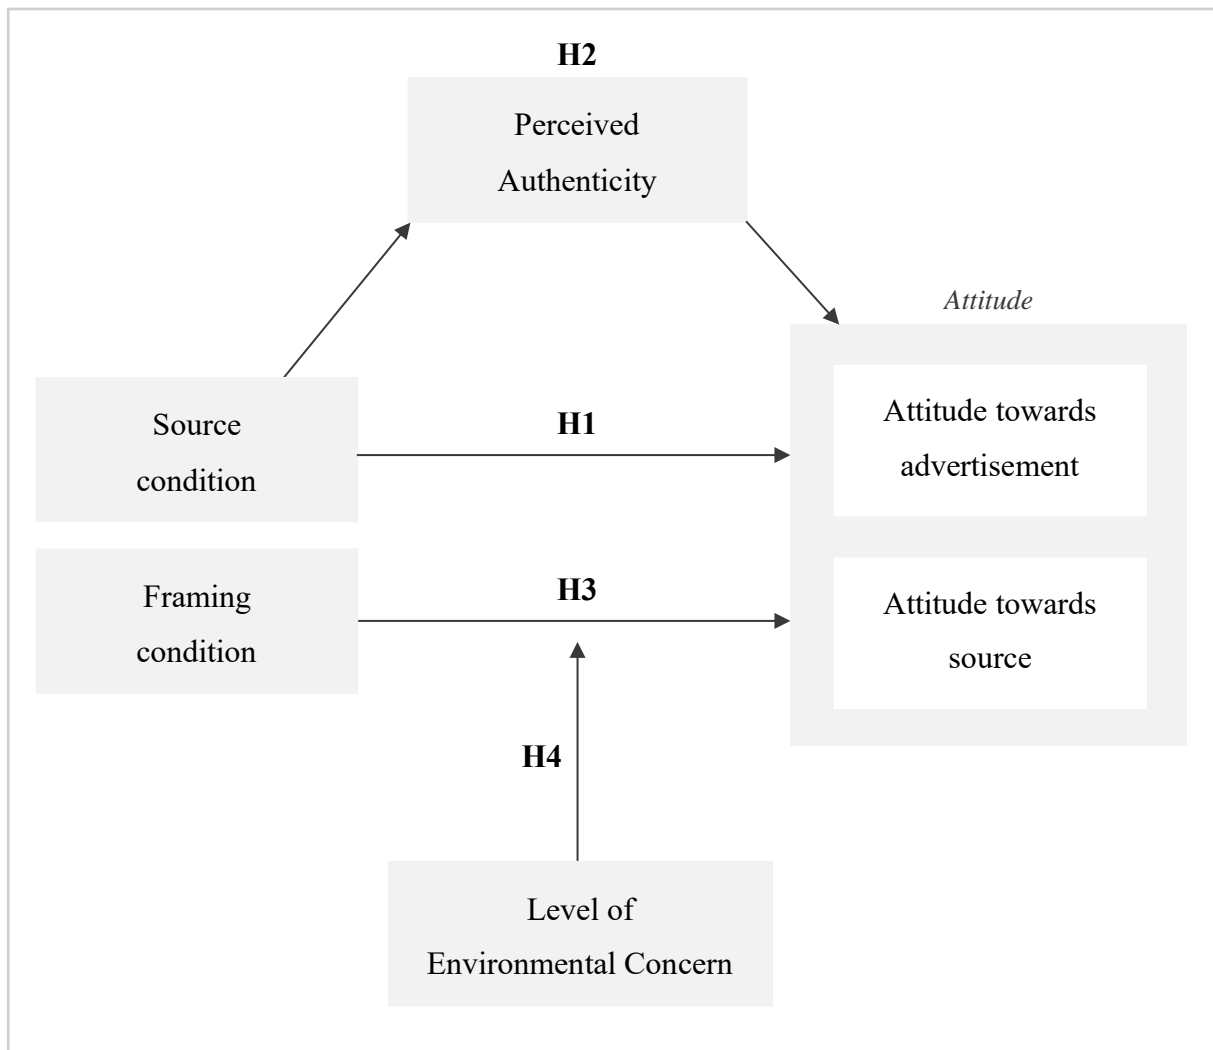 H2
Perceived
Authenticity
Attitude
Source
condition
H1
Attitude towards
advertisement
Framing
condition
H3
Attitude towards
source
H4
Level of
Environmental Concern